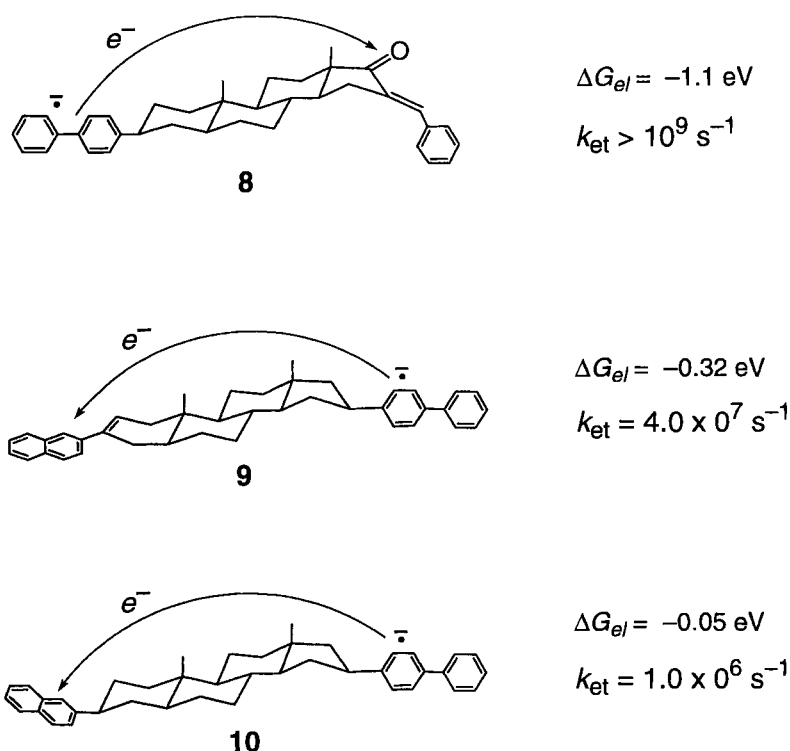 e⁻
O
ΔG_el = −1.1 eV
k_et > 10⁹ s⁻¹
8
e⁻
ΔG_el = −0.32 eV
k_et = 4.0 x 0⁷ s⁻¹
9
e⁻
ΔG_el = −0.05 eV
k_et = 1.0 x 0⁶ s⁻¹
10